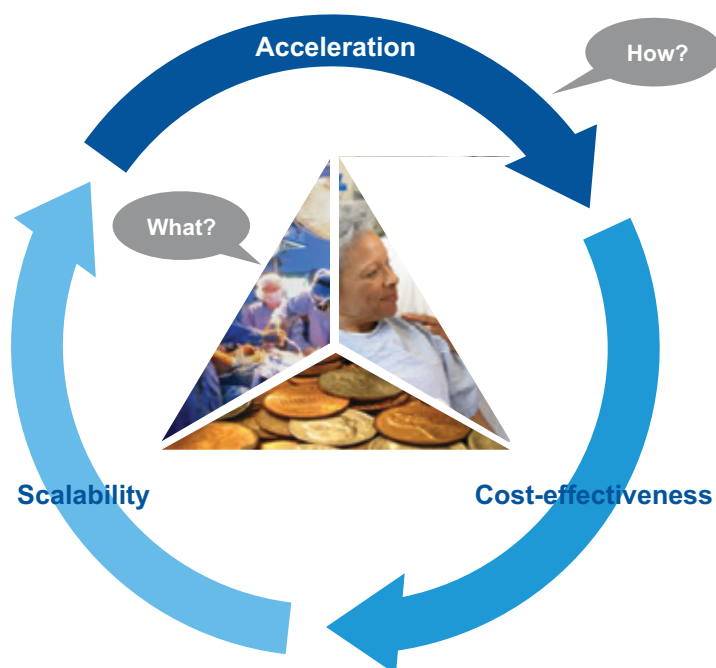 Acceleration
How?
What?
Scalability
Cost-effectiveness